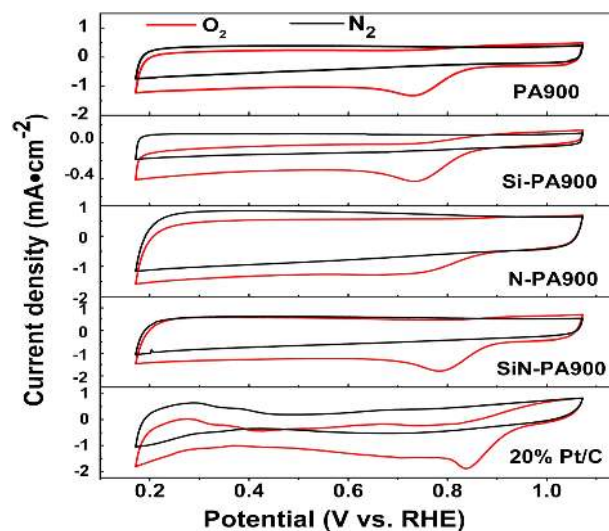 O₂ N₂
1
0
-1
-2
PA900
0.0
-0.4
Si-PA900
1
0
-1
-2
N-PA900
2
1
0
-1
-2
SiN-PA900
1
0
-1
-2
20% Pt/C
0.2 0.4 0.6 0.8 1.0
Current density (mA•cm⁻²)
Potential (V vs. RHE)